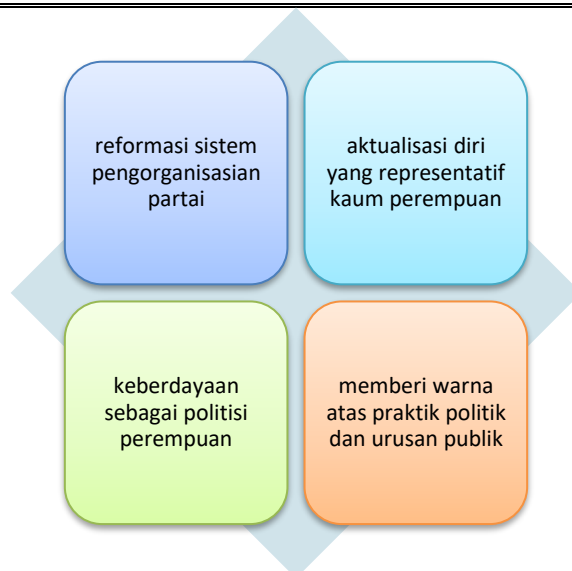 reformasi sistem
pengorganisasian
partai
aktualisasi diri
yang representatif
kaum perempuan
keberdayaan
sebagai politisi
perempuan
memberi warna
atas praktik politik
dan urusan publik